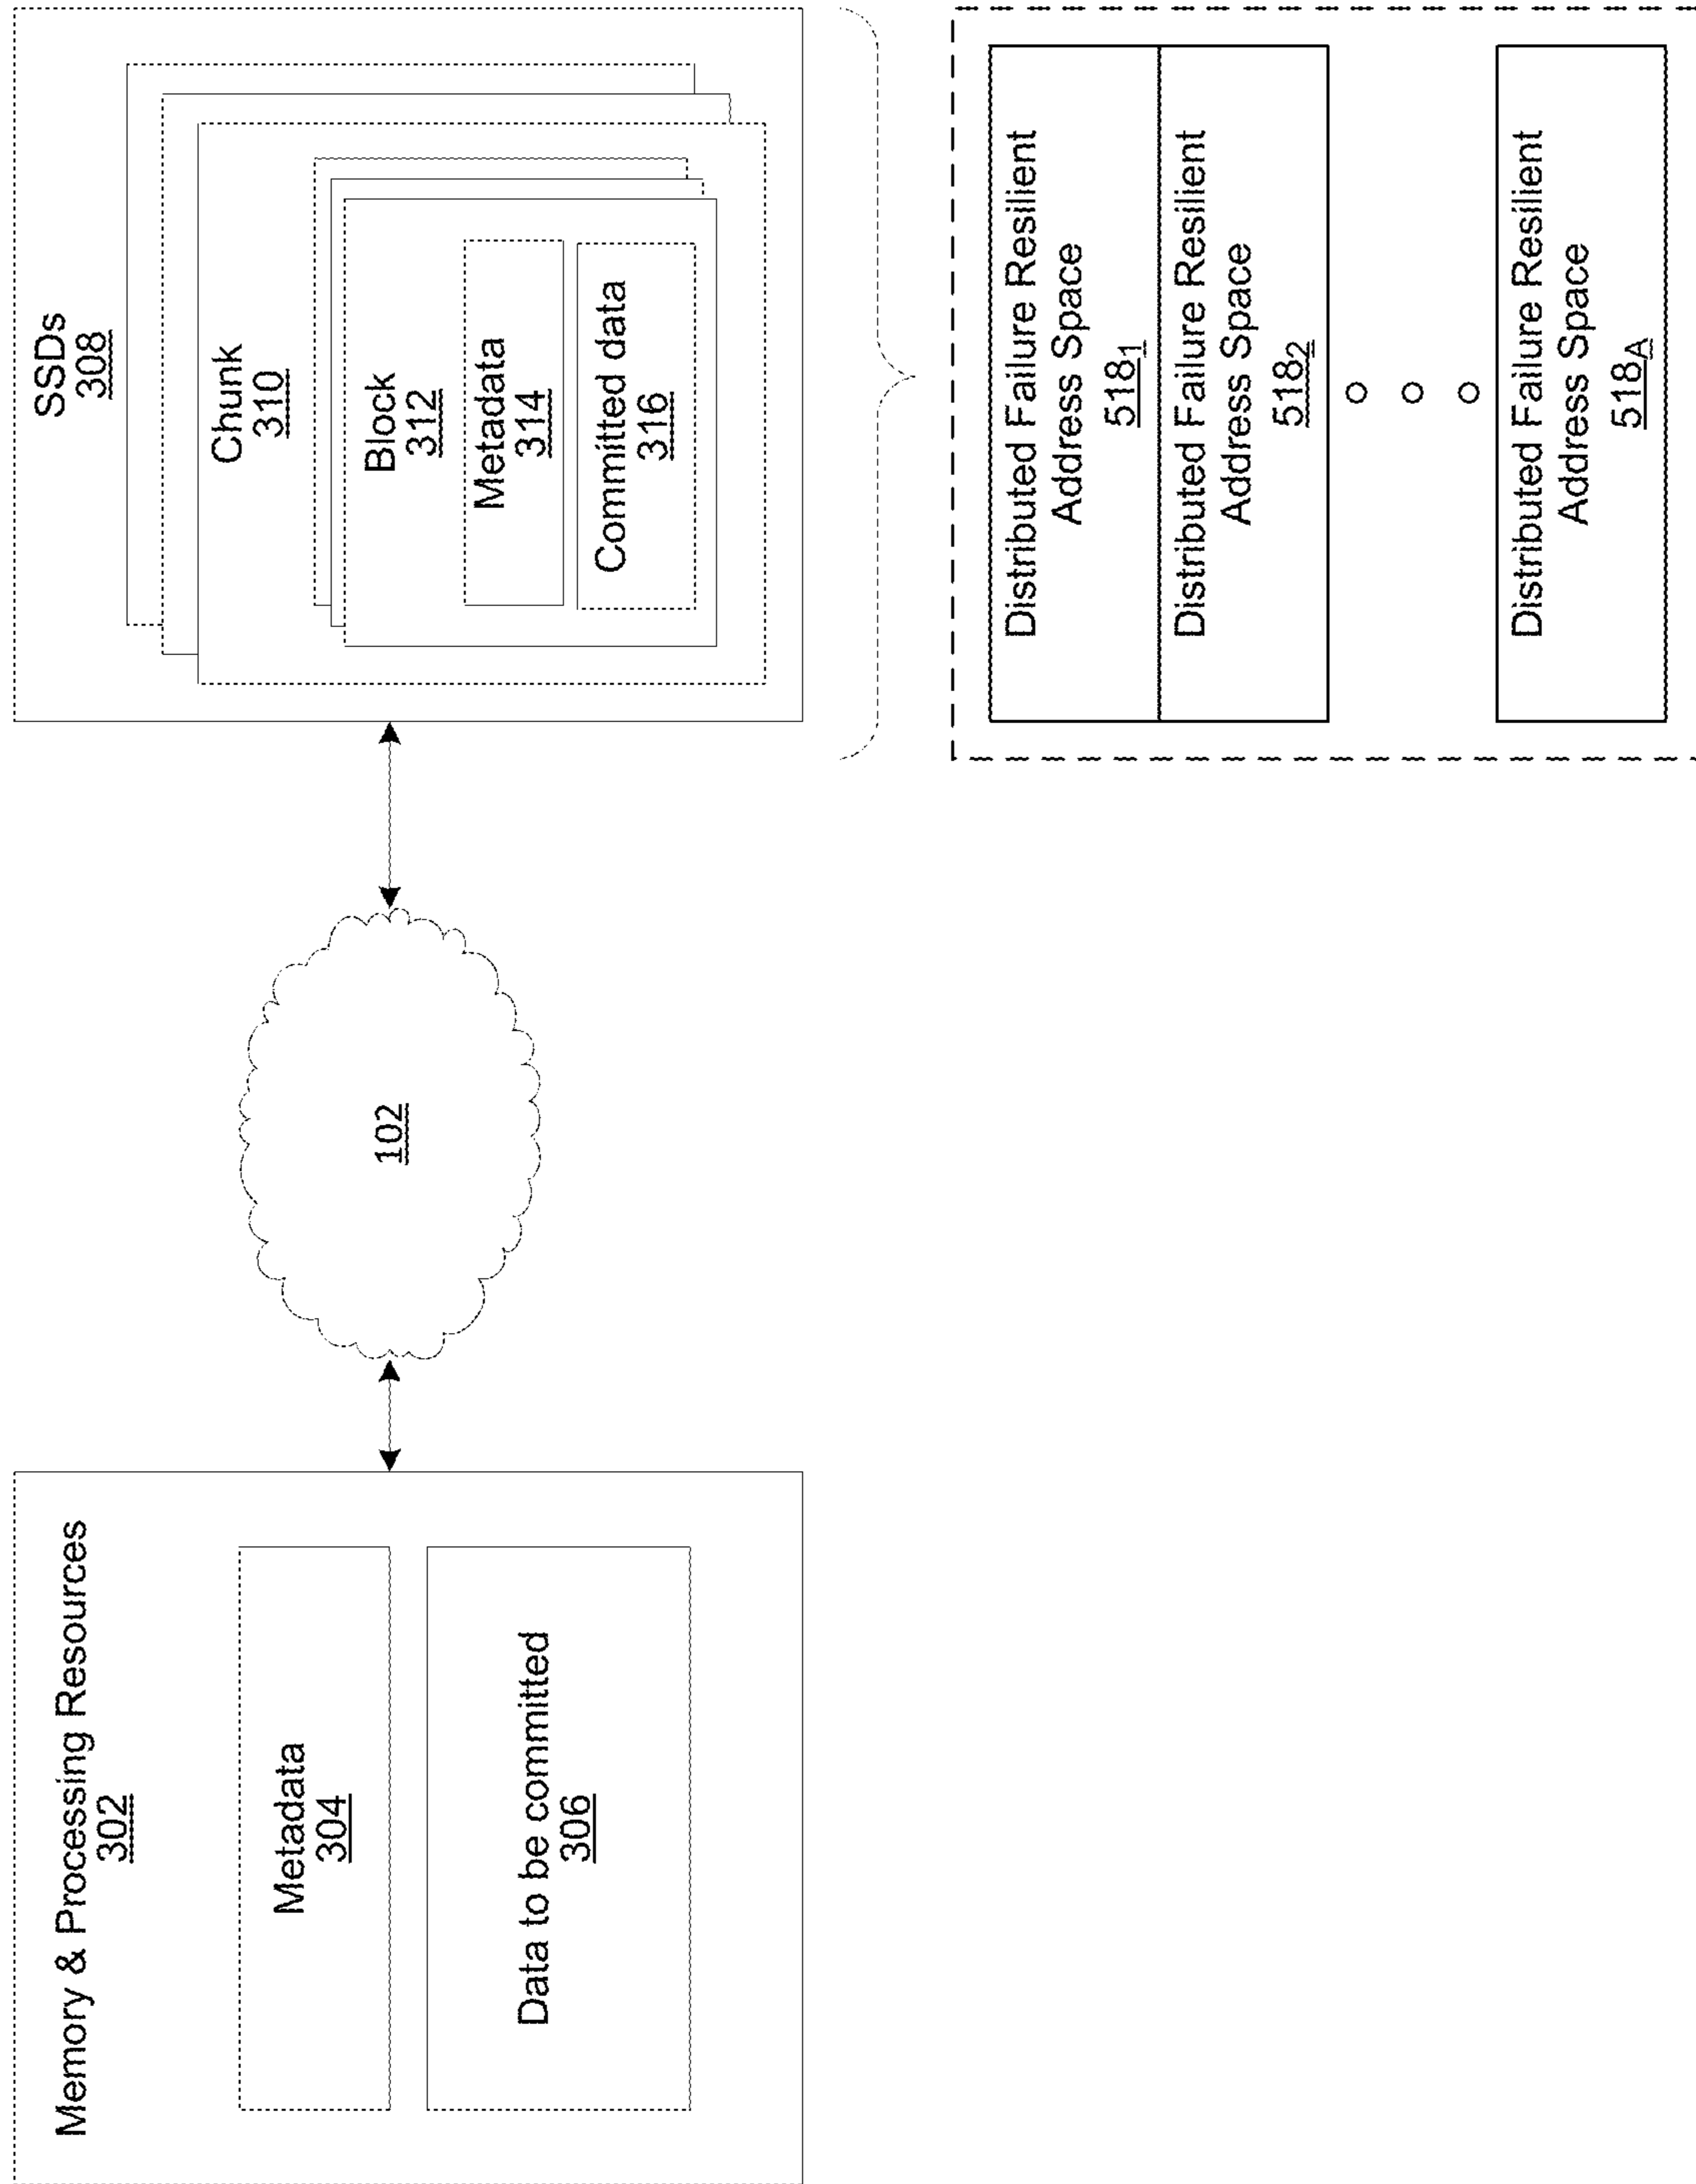 Memory & Processing Resources
302
Metadata
304
Data to be committed
306
102
SSDs
308
Chunk
310
Block
312
Metadata
314
Committed data
316
Distributed Failure Resilient
Address Space
518₁
Distributed Failure Resilient
Address Space
518₂
Distributed Failure Resilient
Address Space
518A